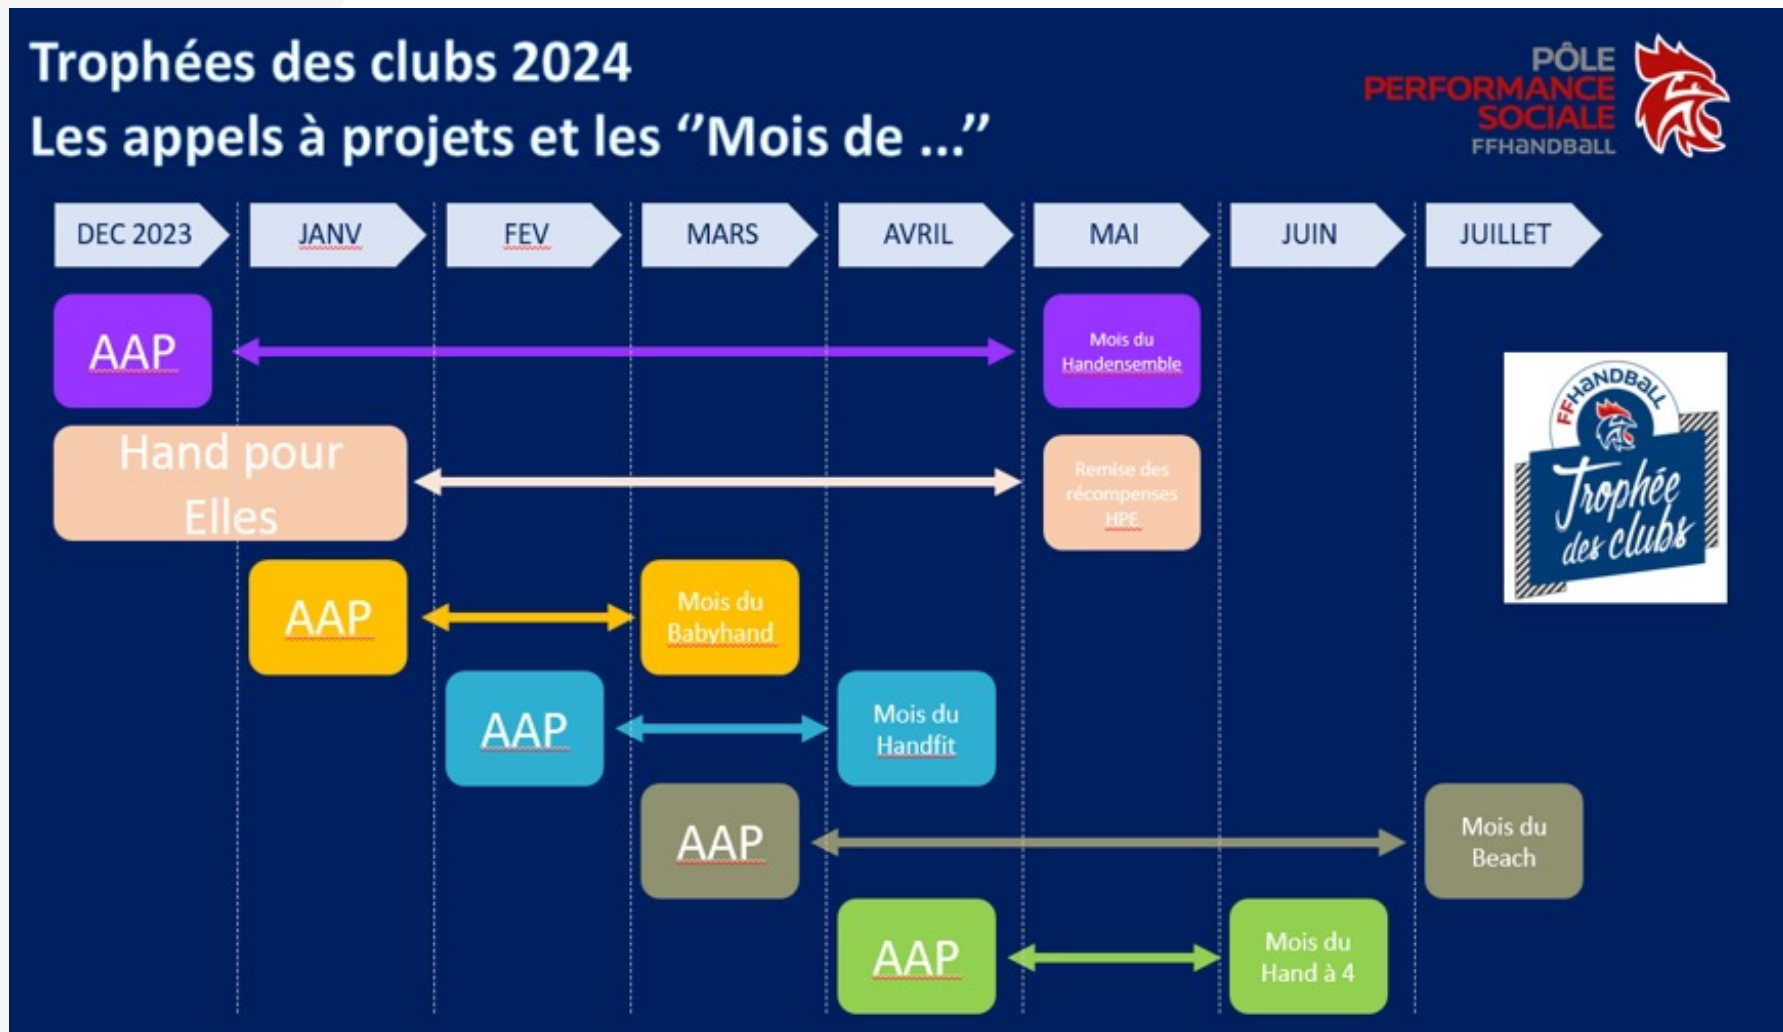 Trophées des clubs 2024
Les appels à projets et les ‘’Mois de ...’’
PÔLE
PERFORMANCE
SOCIALE
FFHANDBALL
DEC 2023
JANV
FEV
MARS
AVRIL
MAI
JUIN
JUILLET
AAP
Mois du
Handensemble
Hand pour
Elles
Remise des
récompenses
HPE
AAP
Mois du
Babyhand
AAP
Mois du
Handfit
AAP
Mois du
Beach
AAP
Mois du
Hand à 4
FFHANDBALL
Trophée
des clubs